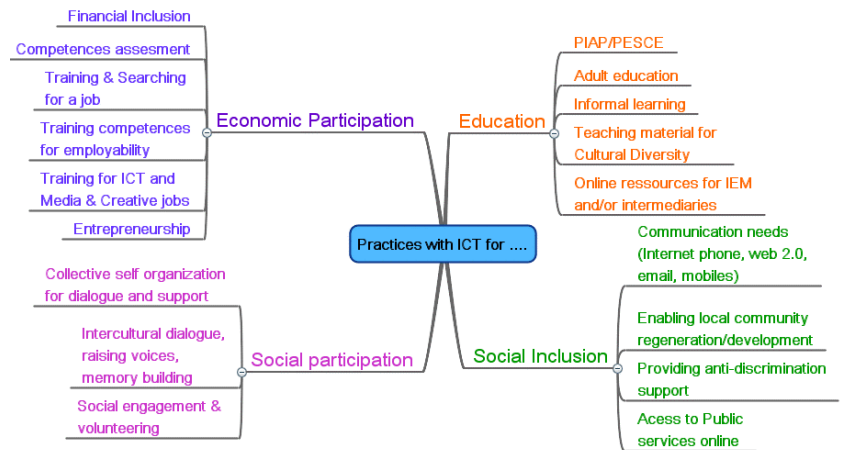 Practices with ICT for ....
Economic Participation
Financial Inclusion
Competences assesment
Training & Searching
for a job
Training competences
for employability
Training for ICT and
Media & Creative jobs
Entrepreneurship
Education
PIAP/PESCE
Adult education
Informal learning
Teaching material for
Cultural Diversity
Online ressources for IEM
and/or intermediaries
Social participation
Collective self organization
for dialogue and support
Intercultural dialogue,
raising voices,
memory building
Social engagement &
volunteering
Social Inclusion
Communication needs
(Internet phone, web 2.0,
email, mobiles)
Enabling local community
regeneration/development
Providing anti-discrimination
support
Acess to Public
services online